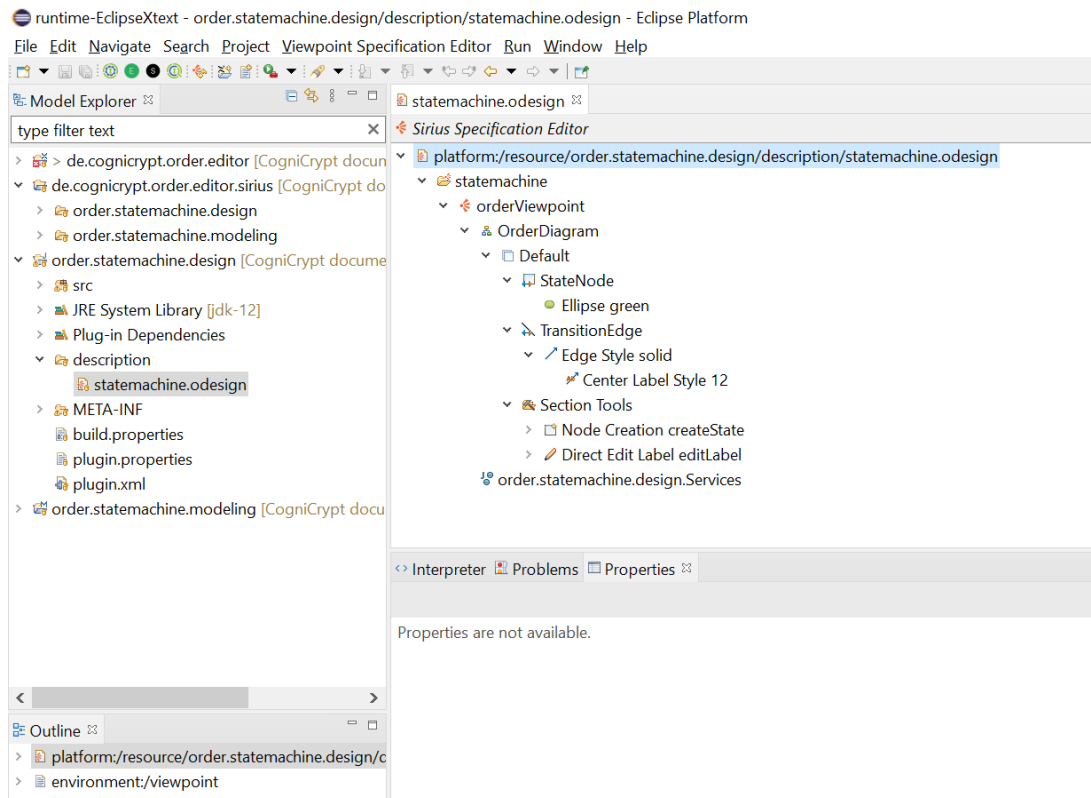 runtime-EclipseXtext - order.statemachine.design/description/statemachine.odesign - Eclipse Platform
File Edit Navigate Search Project Viewpoint Specification Editor Run Window Help
Model Explorer
type filter text
> de.cognicrypt.order.editor [CogniCrypt docun
de.cognicrypt.order.editor.sirius [CogniCrypt do
order.statemachine.design
order.statemachine.modeling
order.statemachine.design [CogniCrypt docume
src
JRE System Library [jdk-12]
Plug-in Dependencies
description
statemachine.odesign
META-INF
build.properties
plugin.properties
plugin.xml
order.statemachine.modeling [CogniCrypt docu
Outline
platform:/resource/order.statemachine.design/c
environment:/viewpoint
statemachine.odesign
Sirius Specification Editor
platform:/resource/order.statemachine.design/description/statemachine.odesign
statemachine
orderViewpoint
OrderDiagram
Default
StateNode
Ellipse green
TransitionEdge
Edge Style solid
Center Label Style 12
Section Tools
Node Creation createState
Direct Edit Label editLabel
order.statemachine.design.Services
Interpreter Problems Properties
Properties are not available.